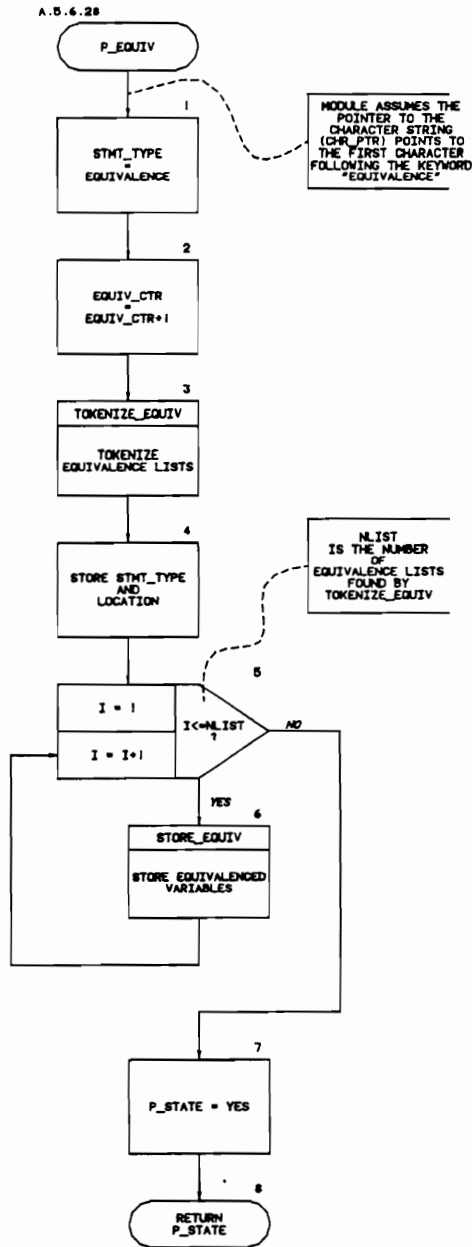 A.5.6.28
P_EQUIV
1
STMT_TYPE
=
EQUIVALENCE
MODULE ASSUMES THE
POINTER TO THE
CHARACTER STRING
(CHR_PTR) POINTS TO
THE FIRST CHARACTER
FOLLOWING THE KEYWORD
"EQUIVALENCE"
2
EQUIV_CTR
=
EQUIV_CTR+1
3
TOKENIZE_EQUIV
TOKENIZE
EQUIVALENCE LISTS
4
STORE STMT_TYPE
AND
LOCATION
NLIST
IS THE NUMBER
OF
EQUIVALENCE LISTS
FOUND BY
TOKENIZE_EQUIV
5
I = 1
I = I+1
I<=NLIST
?
NO
YES
6
STORE_EQUIV
STORE EQUIVALENCED
VARIABLES
7
P_STATE = YES
8
RETURN
P_STATE